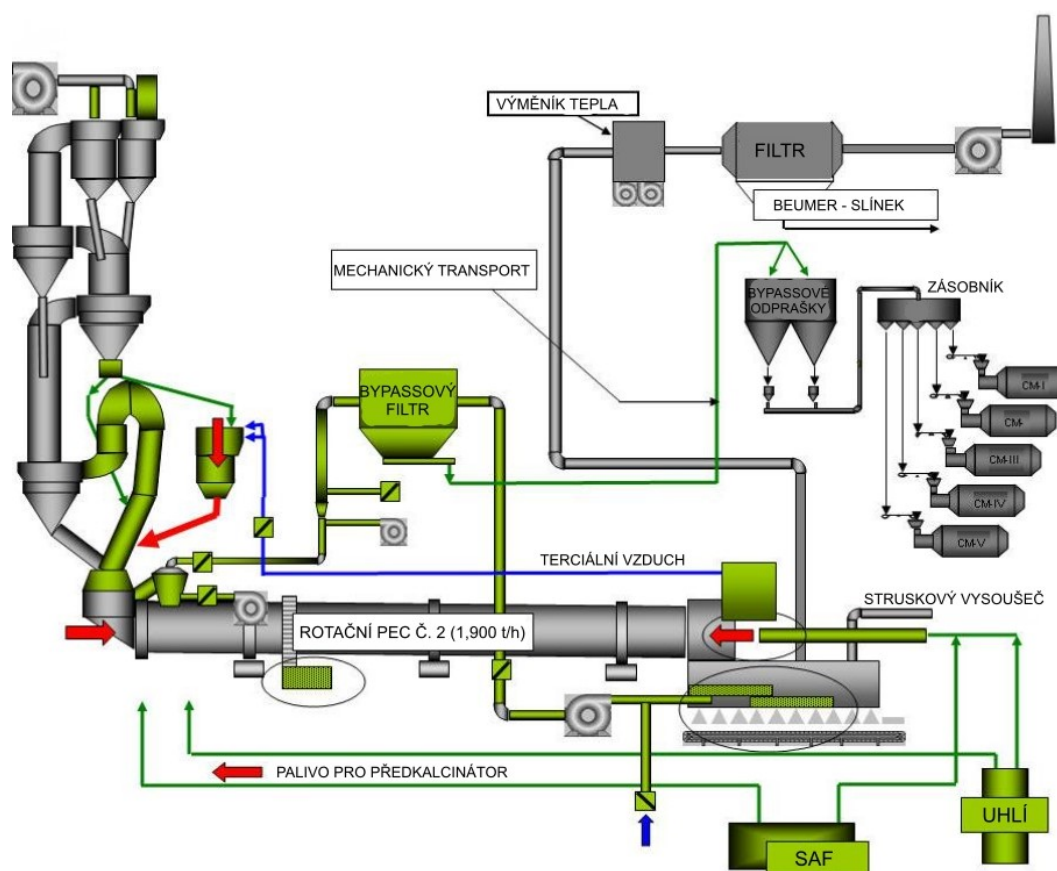 VÝMĚNÍK TEPLA
FILTR
BEUMER - SLÍNEK
MECHANICKÝ TRANSPORT
BYPASSOVÉ
ODPRAŠKY
ZÁSOBNÍK
CM-I
CM-
CM-III
CM-IV
CM-V
BYPASSOVÝ
FILTR
TERCIÁLNÍ VZDUCH
STRUSKOVÝ VYSOUŠEČ
ROTAČNÍ PEC Č. 2 (1,900 t/h)
PALIVO PRO PŘEDKALCINÁTOR
UHLÍ
SAF